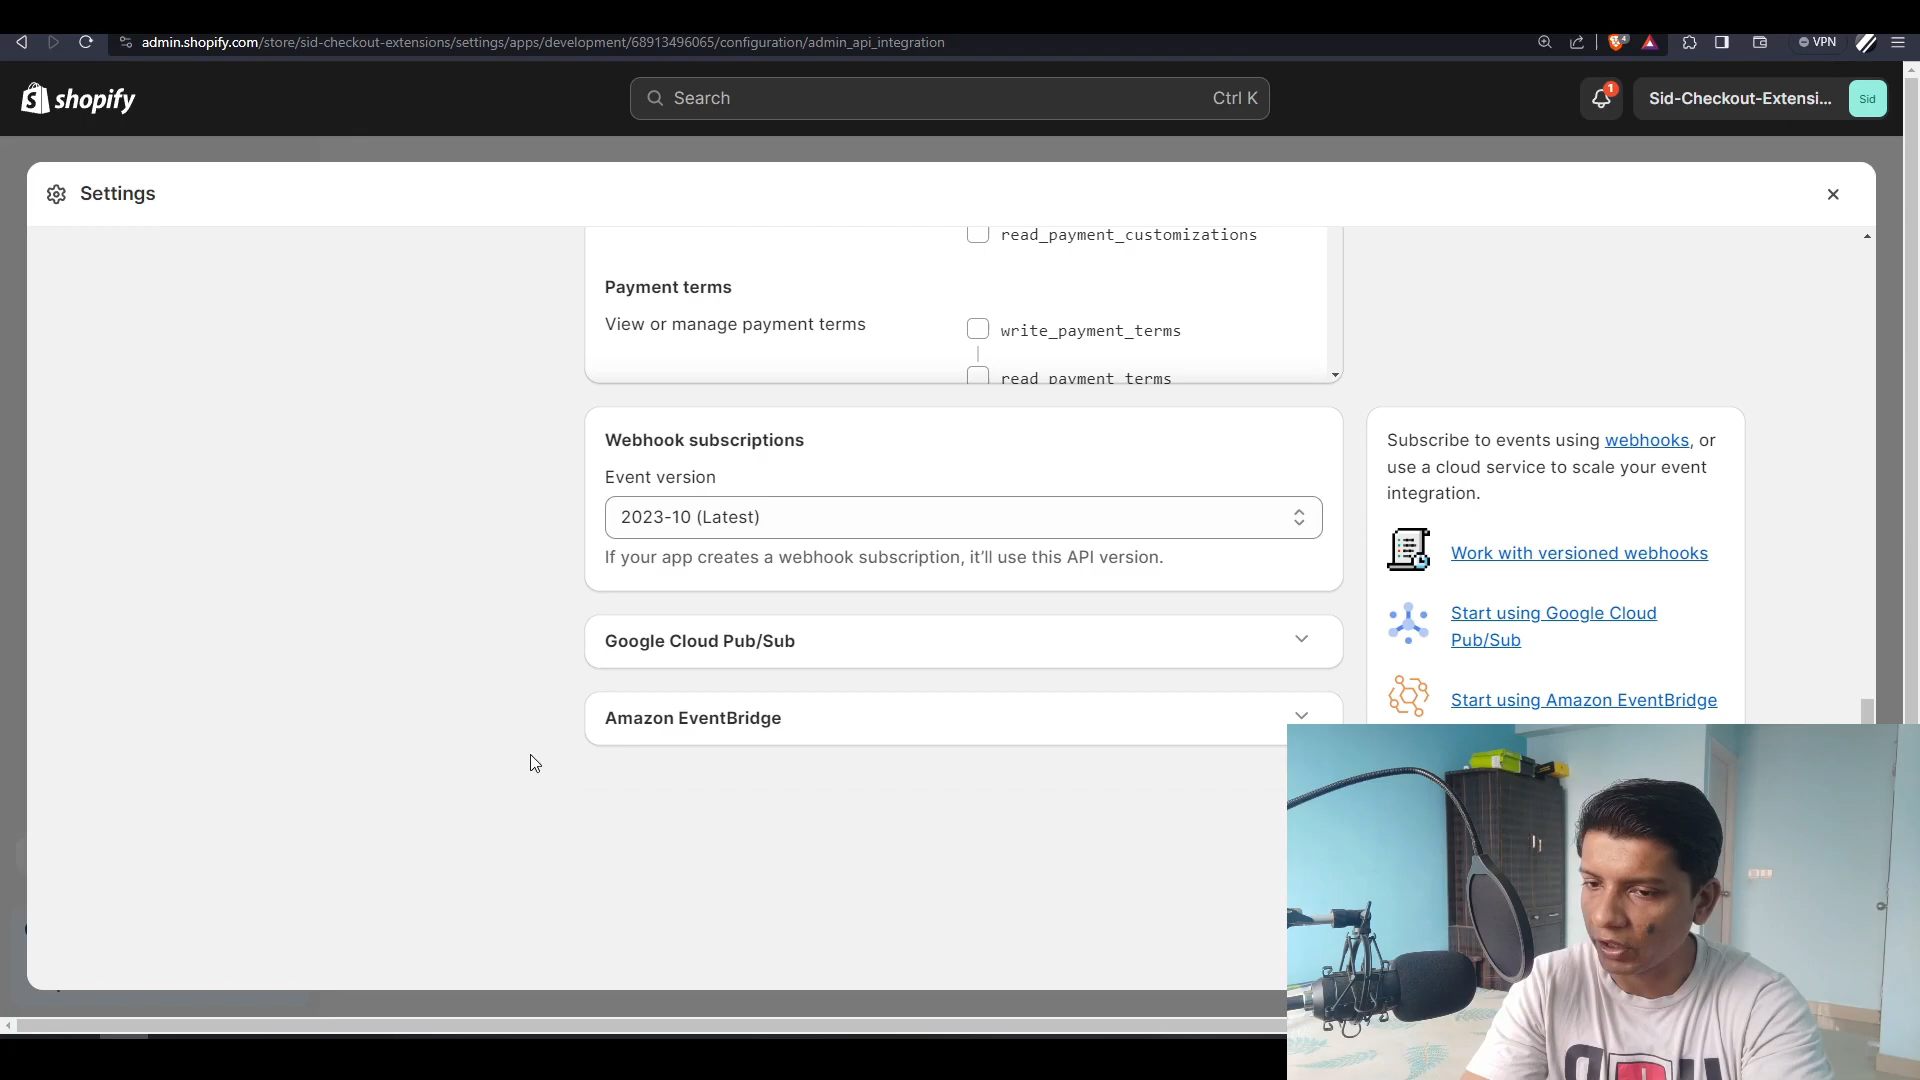 admin.shopify.com/store/sid-checkout-extensions/settings/apps/development/68913496065/configuration/admin_api_integration
4
VPN
shopify
Search
Ctrl K
1
Sid-Checkout-Extensi...
Sid
Settings
read_payment_customizations
Payment terms
View or manage payment terms
write_payment_terms
read_payment_terms
Webhook subscriptions
Event version
2023-10 (Latest)
If your app creates a webhook subscription, it’ll use this API version.
Google Cloud Pub/Sub
Amazon EventBridge
Subscribe to events using webhooks, or
use a cloud service to scale your event
integration.
Work with versioned webhooks
Start using Google Cloud
Pub/Sub
Start using Amazon EventBridge